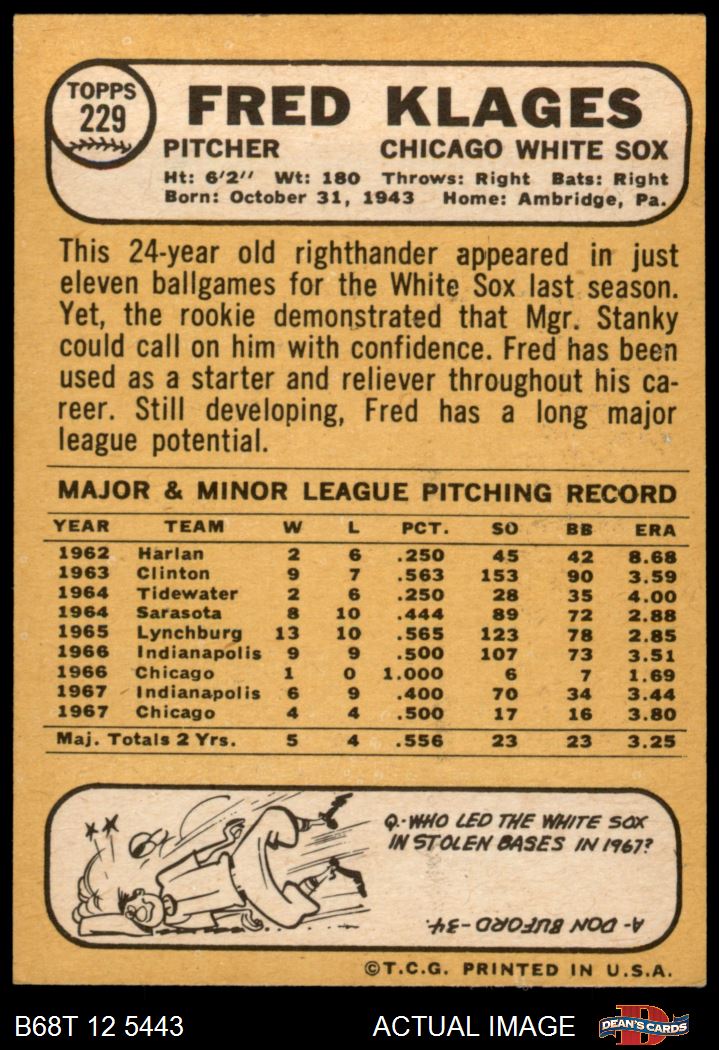 TOPPS
229
FRED KLAGES
PITCHER CHICAGO WHITE SOX
Ht: 6'2" Wt: 180 Throws: Right Bats: Right
Born: October 31, 1943 Home: Ambridge, Pa.
This 24-year old righthander appeared in just
eleven ballgames for the White Sox last season.
Yet, the rookie demonstrated that Mgr. Stanky
could call on him with confidence. Fred has been
used as a starter and reliever throughout his ca-
reer. Still developing, Fred has a long major
league potential.
MAJOR & MINOR LEAGUE PITCHING RECORD
YEAR TEAM W L PCT. SO BB ERA
1962 Harlan 2 6 .250 45 42 8.68
1963 Clinton 9 7 .563 153 90 3.59
1964 Tidewater 2 6 .250 28 35 4.00
1964 Sarasota 8 10 .444 89 72 2.88
1965 Lynchburg 13 10 .565 123 78 2.85
1966 Indianapolis 9 9 .500 107 73 3.51
1966 Chicago 1 0 1.000 6 7 1.69
1967 Indianapolis 6 9 .400 70 34 3.44
1967 Chicago 4 4 .500 17 16 3.80
Maj. Totals 2 Yrs. 5 4 .556 23 23 3.25
Q.-WHO LED THE WHITE SOX
IN STOLEN BASES IN 1967?
A-DON BUFORD-34.
©T.C.G. PRINTED IN U.S.A.
B68T 12 5443 ACTUAL IMAGE
D
DEAN'S CARDS